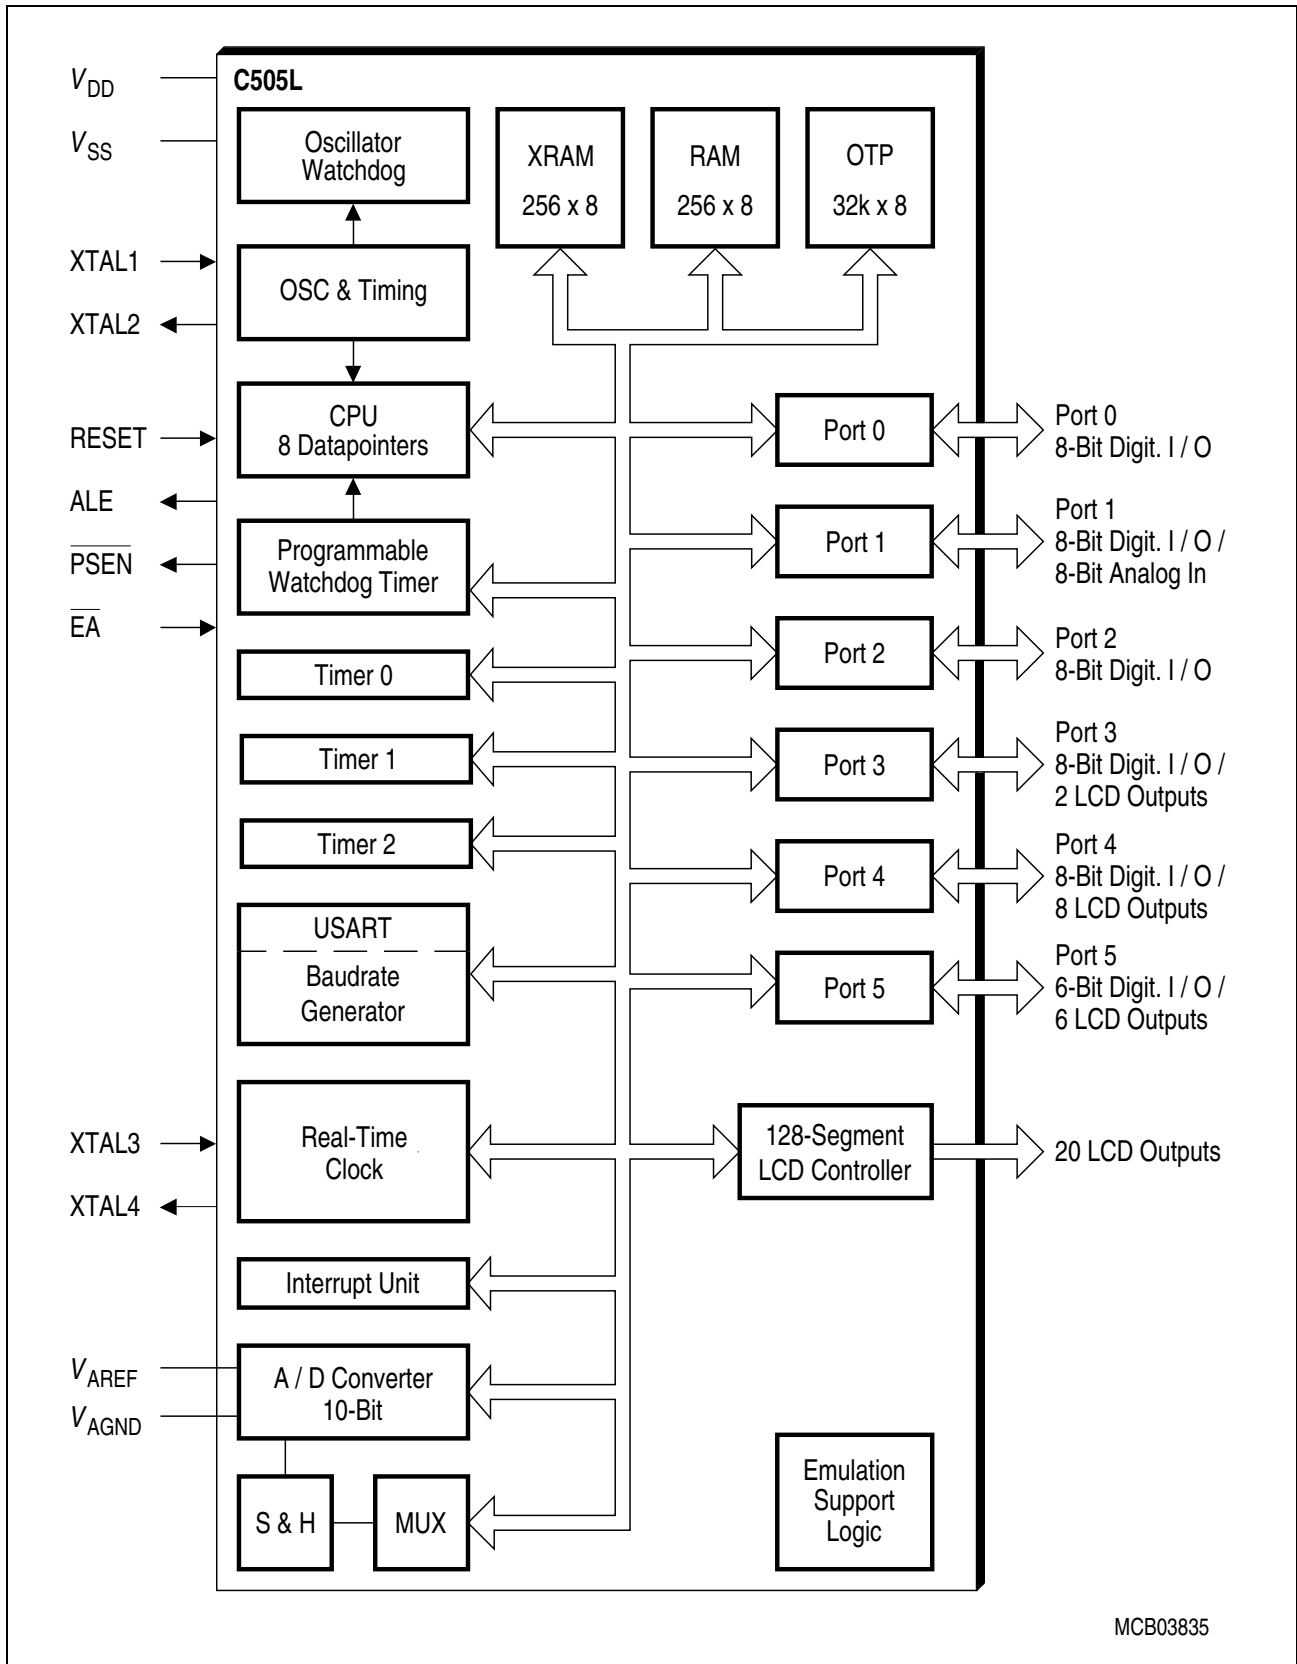 C505L
VDD
VSS
XTAL1
XTAL2
RESET
ALE
PSEN
EA
XTAL3
XTAL4
VAREF
VAGND
Oscillator
Watchdog
OSC & Timing
CPU
8 Datapointers
Programmable
Watchdog Timer
Timer 0
Timer 1
Timer 2
USART
Baudrate
Generator
Real-Time
Clock
Interrupt Unit
A / D Converter
10-Bit
S & H
MUX
XRAM
256 x 8
RAM
256 x 8
OTP
32k x 8
Port 0
Port 1
Port 2
Port 3
Port 4
Port 5
128-Segment
LCD Controller
Emulation
Support
Logic
Port 0
8-Bit Digit. I / O
Port 1
8-Bit Digit. I / O /
8-Bit Analog In
Port 2
8-Bit Digit. I / O
Port 3
8-Bit Digit. I / O /
2 LCD Outputs
Port 4
8-Bit Digit. I / O /
8 LCD Outputs
Port 5
6-Bit Digit. I / O /
6 LCD Outputs
20 LCD Outputs
MCB03835